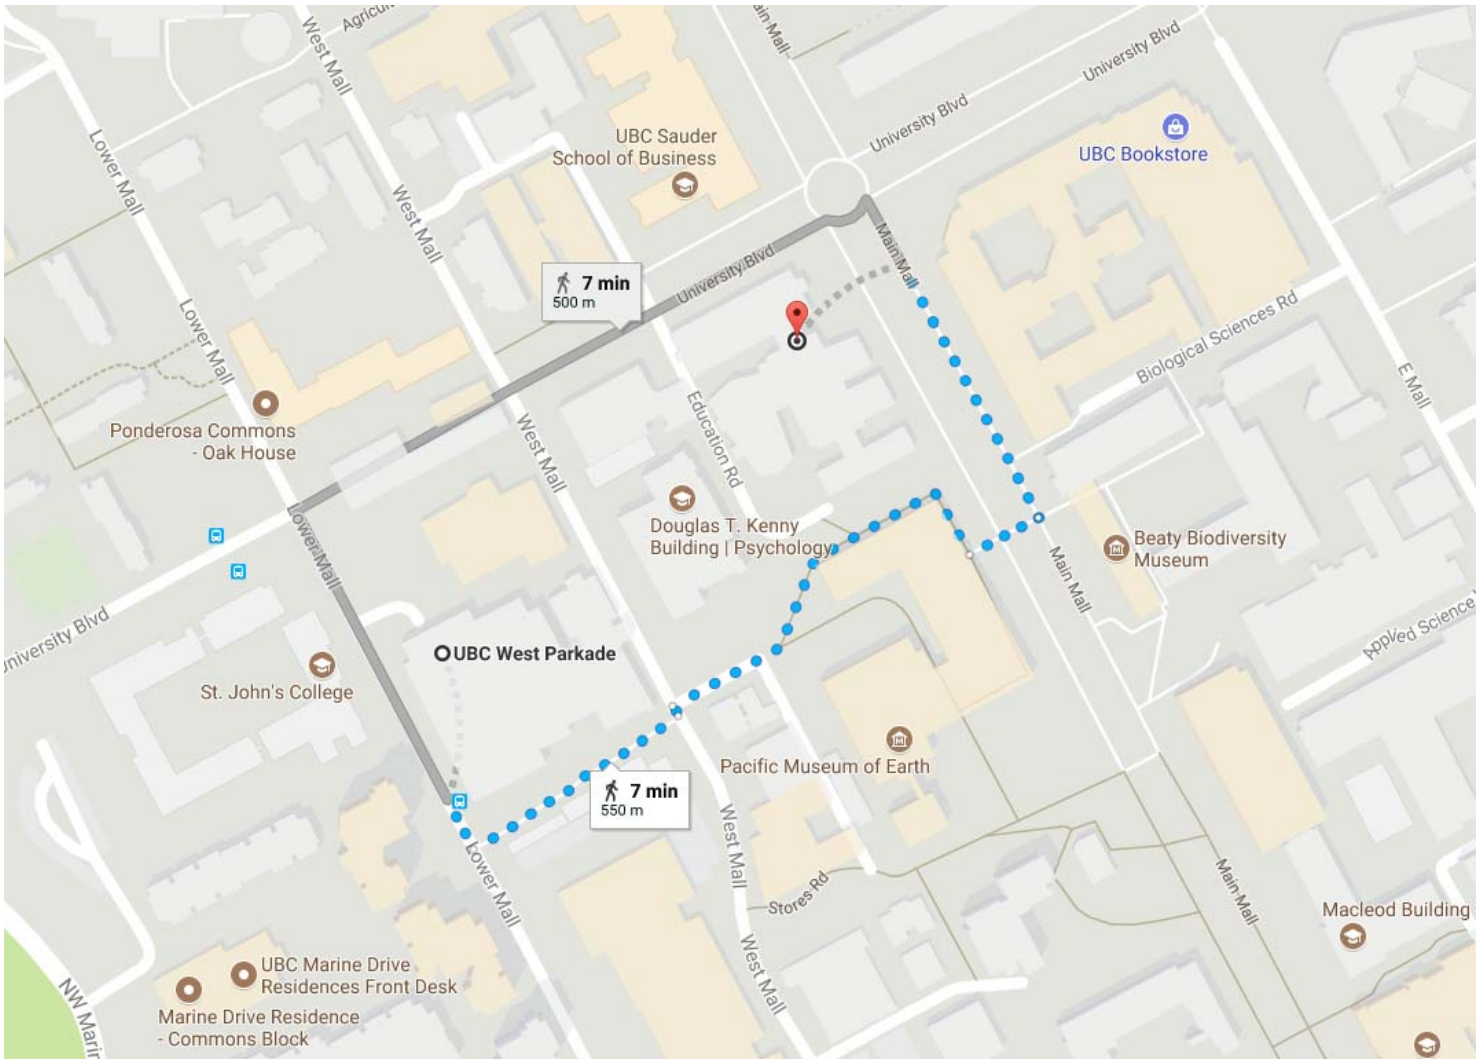 Agricu
West Mall
Main Mall
University Blvd
University Blvd
Lower Mall
UBC Sauder
School of Business
UBC Bookstore
West Mall
Main Mall
University Blvd
7 min
500 m
Lower Mall
Biological Sciences Rd
E Mall
Ponderosa Commons
- Oak House
Education Rd
West Mall
Douglas T. Kenny
Building | Psychology
Lower Mall
Beaty Biodiversity
Museum
Main Mall
University Blvd
UBC West Parkade
St. John's College
Applied Science
Pacific Museum of Earth
7 min
550 m
West Mall
Lower Mall
Stores Rd
Main Mall
Macleod Building
West Mall
UBC Marine Drive
Residences Front Desk
NW Marin
Marine Drive Residence
- Commons Block